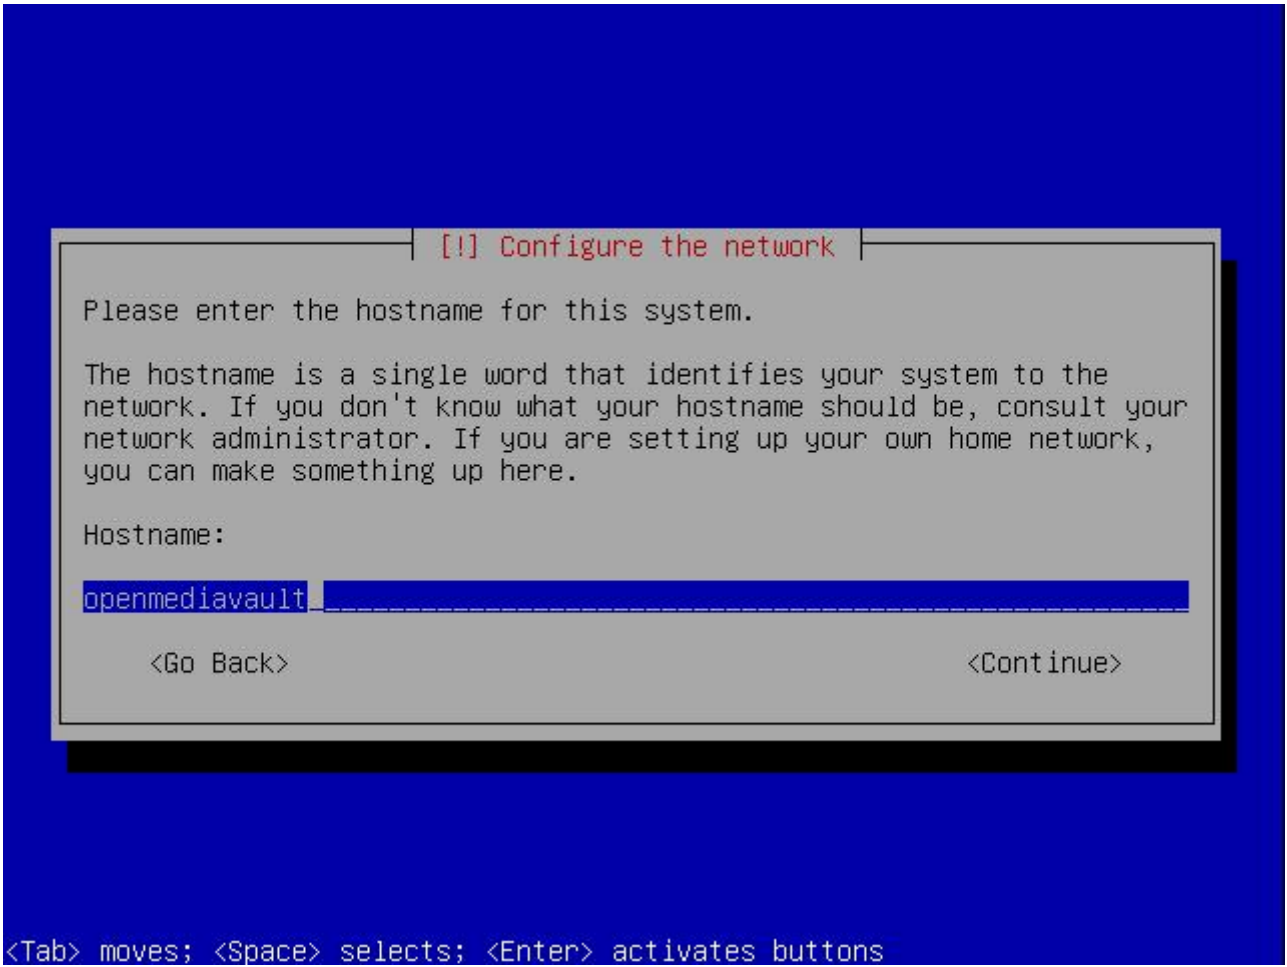 [!] Configure the network
Please enter the hostname for this system.
The hostname is a single word that identifies your system to the
network. If you don't know what your hostname should be, consult your
network administrator. If you are setting up your own home network,
you can make something up here.
Hostname:
openmediavault
<Go Back> <Continue>
<Tab> moves; <Space> selects; <Enter> activates buttons